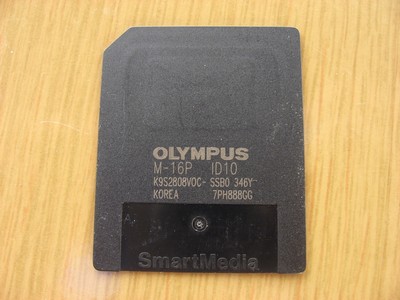 OLYMPUS
M-16P ID10
K9S2808V0C- SSB0 346Y
KOREA 7PH888GG
SmartMedia